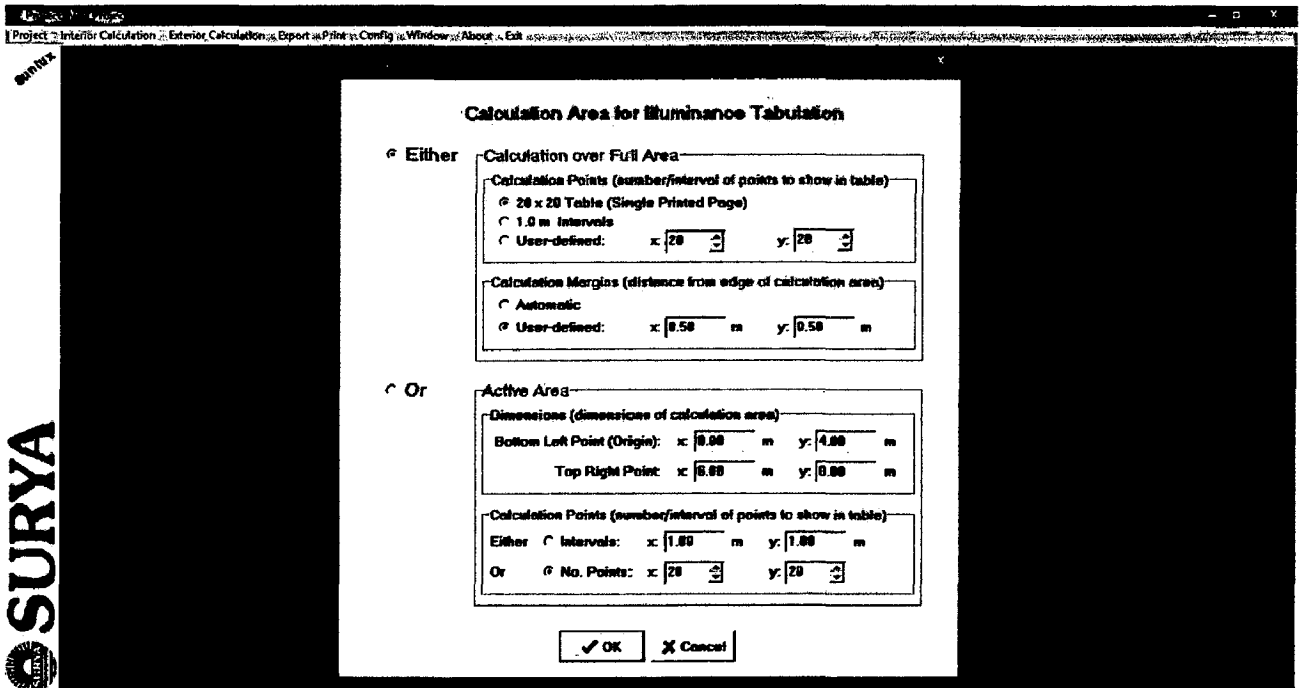 Project Interior Calculation Exterior Calculation Export Print Config Window About Exit
sunlux
Calculation Area for Illuminance Tabulation
Either
Calculation over Full Area
Calculation Points (number/interval of points to show in table)
20 x 20 Table (Single Printed Page)
1.0 m Intervals
User-defined: x: 20 y: 20
Calculation Margins (distance from edge of calculation area)
Automatic
User-defined: x: 0.50 m y: 0.50 m
Or
Active Area
Dimensions (dimensions of calculation area)
Bottom Left Point (Origin): x: 0.00 m y: 4.00 m
Top Right Point: x: 6.00 m y: 0.00 m
Calculation Points (number/interval of points to show in table)
Either Intervals: x: 1.00 m y: 1.00 m
Or No. Points: x: 20 y: 20
OK Cancel
SURYA
SURYA